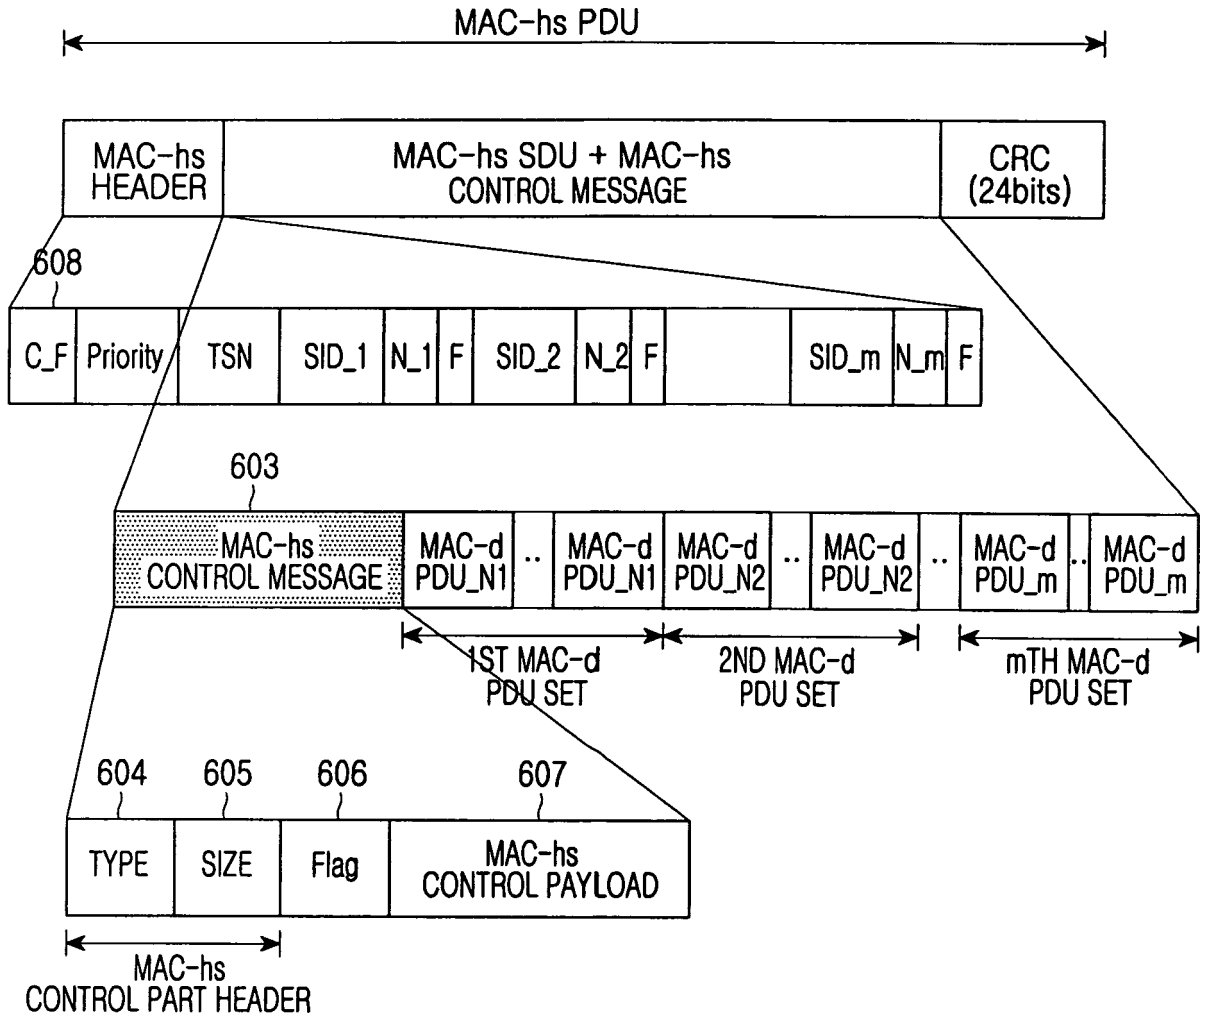 MAC-hs PDU
MAC-hs
HEADER
MAC-hs SDU + MAC-hs
CONTROL MESSAGE
CRC
(24bits)
608
C_F Priority TSN SID_1 N_1 F SID_2 N_2 F SID_m N_m F
603
MAC-hs
CONTROL MESSAGE
MAC-d
PDU_N1
..
MAC-d
PDU_N1
MAC-d
PDU_N2
..
MAC-d
PDU_N2
..
MAC-d
PDU_m
..
MAC-d
PDU_m
1ST MAC-d
PDU SET
2ND MAC-d
PDU SET
mTH MAC-d
PDU SET
604 605 606 607
TYPE SIZE Flag
MAC-hs
CONTROL PAYLOAD
MAC-hs
CONTROL PART HEADER